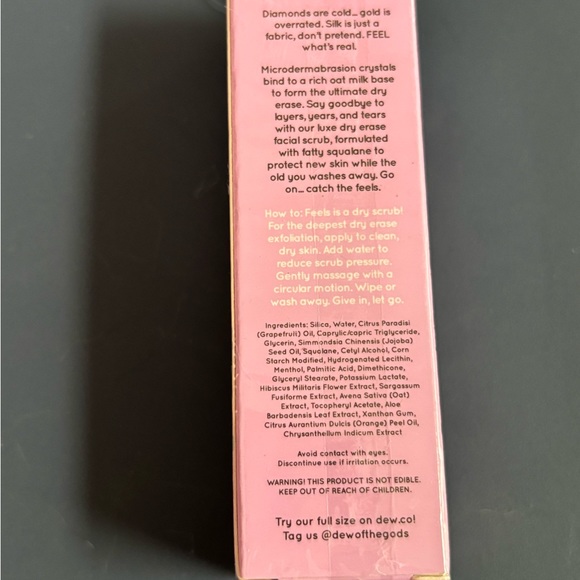 Diamonds are cold... gold is
overrated. Silk is just a
fabric, don't pretend. FEEL
what's real.
Microdermabrasion crystals
bind to a rich oat milk base
to form the ultimate dry
erase. Say goodbye to
layers, years, and tears
with our luxe dry erase
facial scrub, formulated
with fatty squalane to
protect new skin while the
old you washes away. Go
on... catch the feels.
How to: Feels is a dry scrub!
For the deepest dry erase
exfoliation, apply to clean,
dry skin. Add water to
reduce scrub pressure.
Gently massage with a
circular motion. Wipe or
wash away. Give in, let go.
Ingredients: Silica, Water, Citrus Paradisi
(Grapefruit) Oil, Caprylic/capric Triglyceride,
Glycerin, Simmondsia Chinensis (Jojoba)
Seed Oil, Squalane, Cetyl Alcohol, Corn
Starch Modified, Hydrogenated Lecithin,
Menthol, Palmitic Acid, Dimethicone,
Glyceryl Stearate, Potassium Lactate,
Hibiscus Militaris Flower Extract, Sargassum
Fusiforme Extract, Avena Sativa (Oat)
Extract, Tocopheryl Acetate, Aloe
Barbadensis Leaf Extract, Xanthan Gum,
Citrus Aurantium Dulcis (Orange) Peel Oil,
Chrysanthellum Indicum Extract
Avoid contact with eyes.
Discontinue use if irritation occurs.
WARNING! THIS PRODUCT IS NOT EDIBLE.
KEEP OUT OF REACH OF CHILDREN.
Try our full size on dew.co!
Tag us @dewofthegods